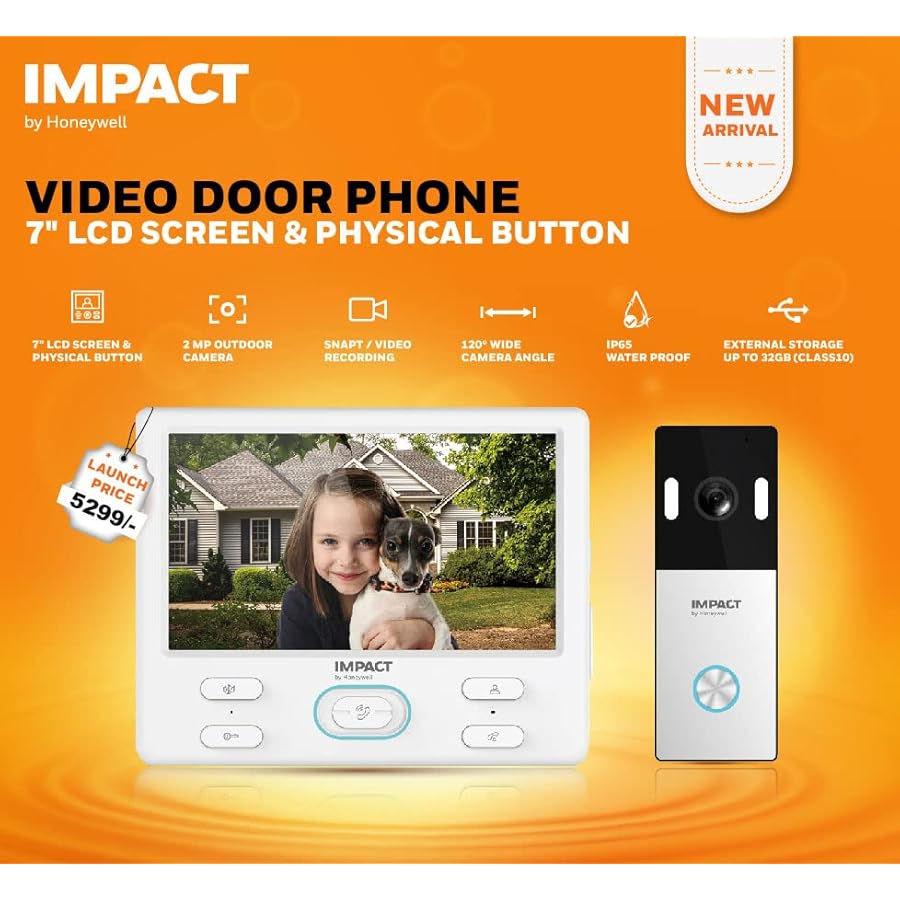 IMPACT
by Honeywell
NEW
ARRIVAL
VIDEO DOOR PHONE
7" LCD SCREEN & PHYSICAL BUTTON
7" LCD SCREEN &
PHYSICAL BUTTON
2 MP OUTDOOR
CAMERA
SNAPT / VIDEO
RECORDING
120° WIDE
CAMERA ANGLE
IP65
WATER PROOF
EXTERNAL STORAGE
UP TO 32GB (CLASS10)
LAUNCH
PRICE
5299/-
IMPACT
by Honeywell
IMPACT
by Honeywell